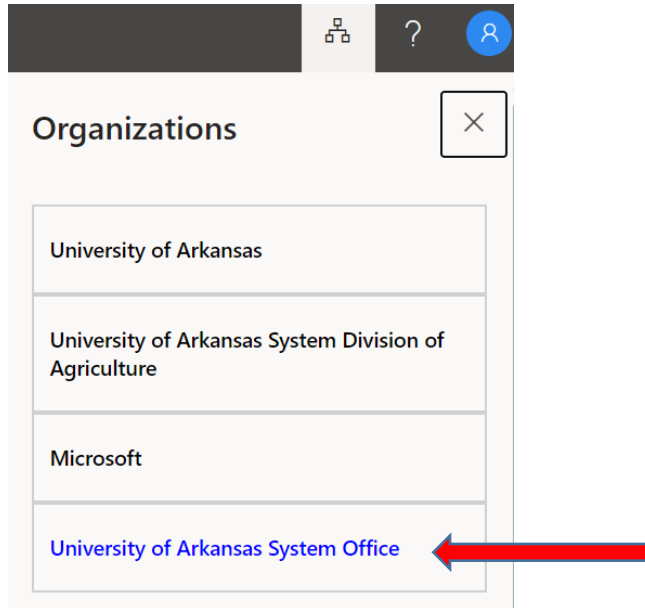 ?
Organizations
University of Arkansas
University of Arkansas System Division of
Agriculture
Microsoft
University of Arkansas System Office